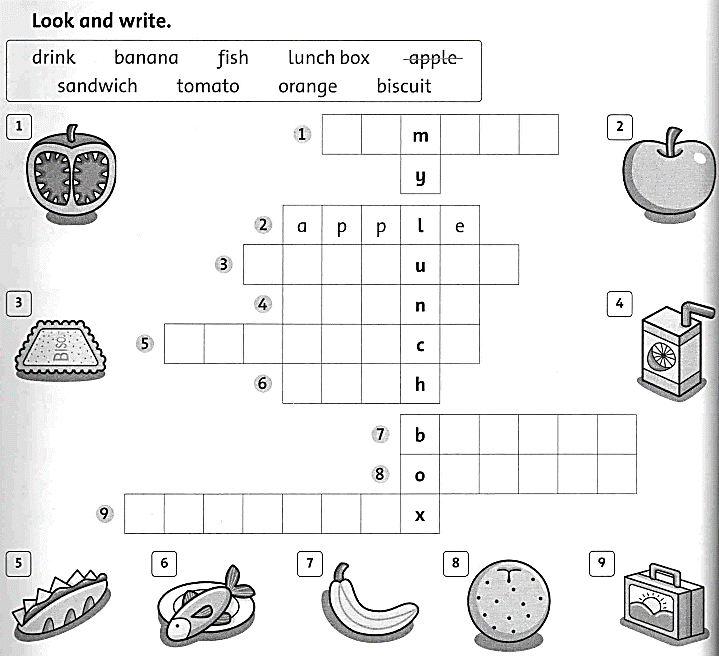 Look and write.
drink banana fish lunch box apple
sandwich tomato orange biscuit
1
1 m
2
y
2 a p p l e
3 u
3
4 n
4
5 c
6 h
7 b
8 o
9 x
5
6
7
8
9